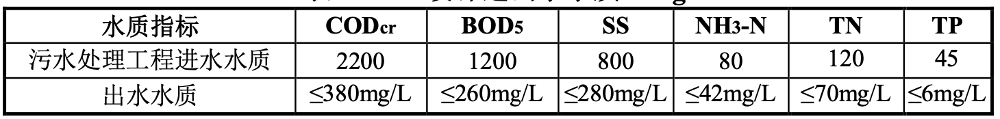 水质指标 CODcr BOD5 SS NH3-N TN TP
污水处理工程进水水质 2200 1200 800 80 120 45
出水水质 ≤380mg/L ≤260mg/L ≤280mg/L ≤42mg/L ≤70mg/L ≤6mg/L